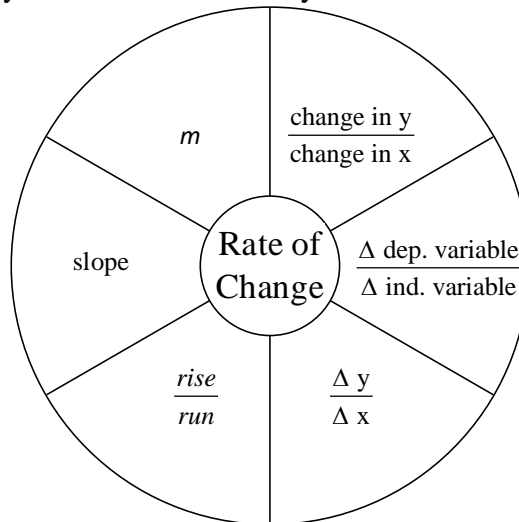 m
change in y
change in x
Rate of
Change
slope
Δ dep. variable
Δ ind. variable
rise
run
Δ y
Δ x